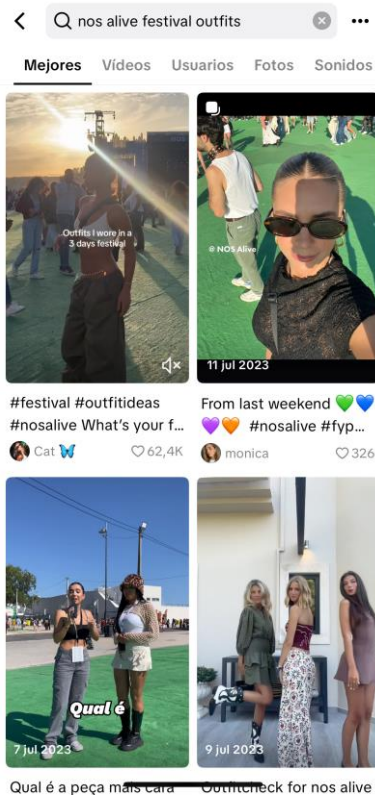 nos alive festival outfits
Mejores Vídeos Usuarios Fotos Sonidos
Outfits I wore in a
3 days festival
@ NOS Alive
11 jul 2023
#festival #outfitideas
#nosalive What's your f...
Cat 🦋 62,4K
From last weekend 💚💙
💜🧡 #nosalive #fyp...
monica 326
Qual é
7 jul 2023
9 jul 2023
Qual é a peça mais cara
Outfitcheck for nos alive